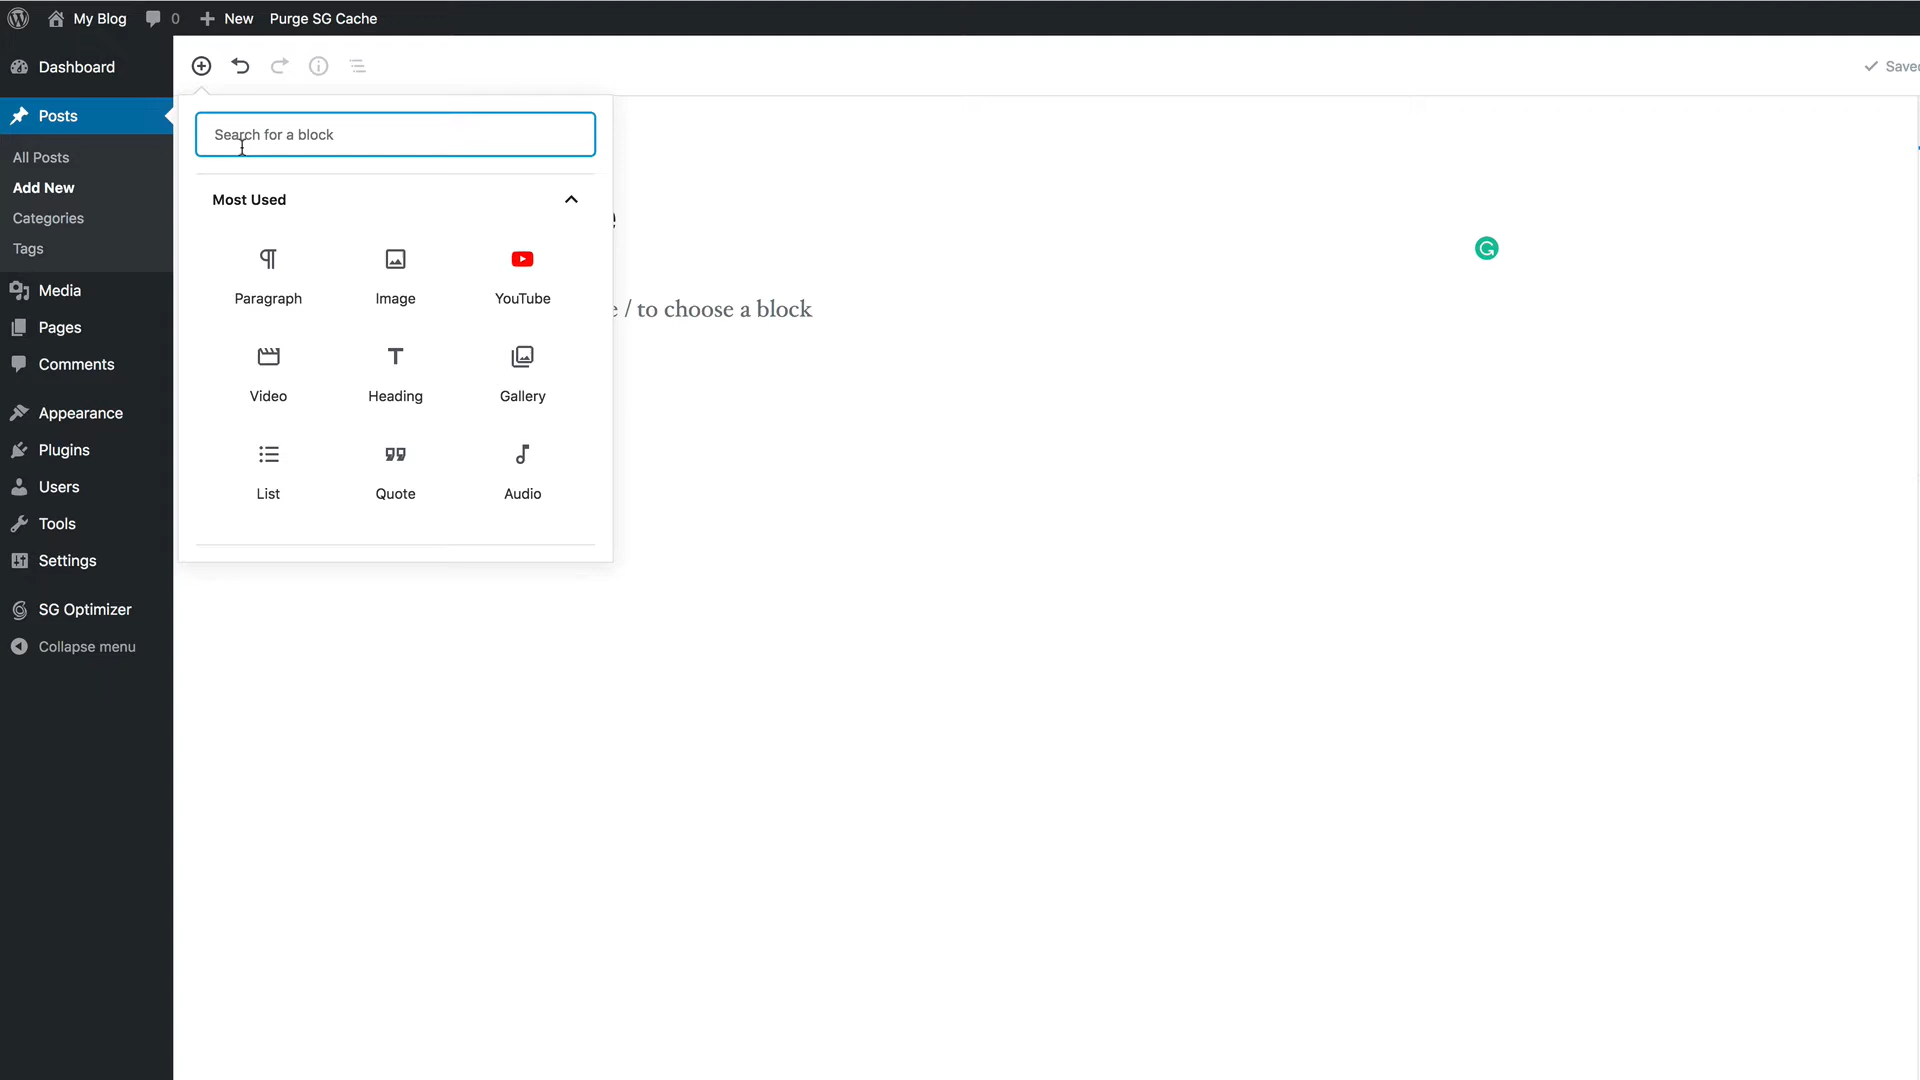 My Blog 0 New Purge SG Cache
Dashboard
Posts
All Posts
Add New
Categories
Tags
Media
Pages
Comments
Appearance
Plugins
Users
Tools
Settings
SG Optimizer
Collapse menu
Search for a block
Most Used
Paragraph Image YouTube
Video Heading Gallery
List Quote Audio
/ to choose a block